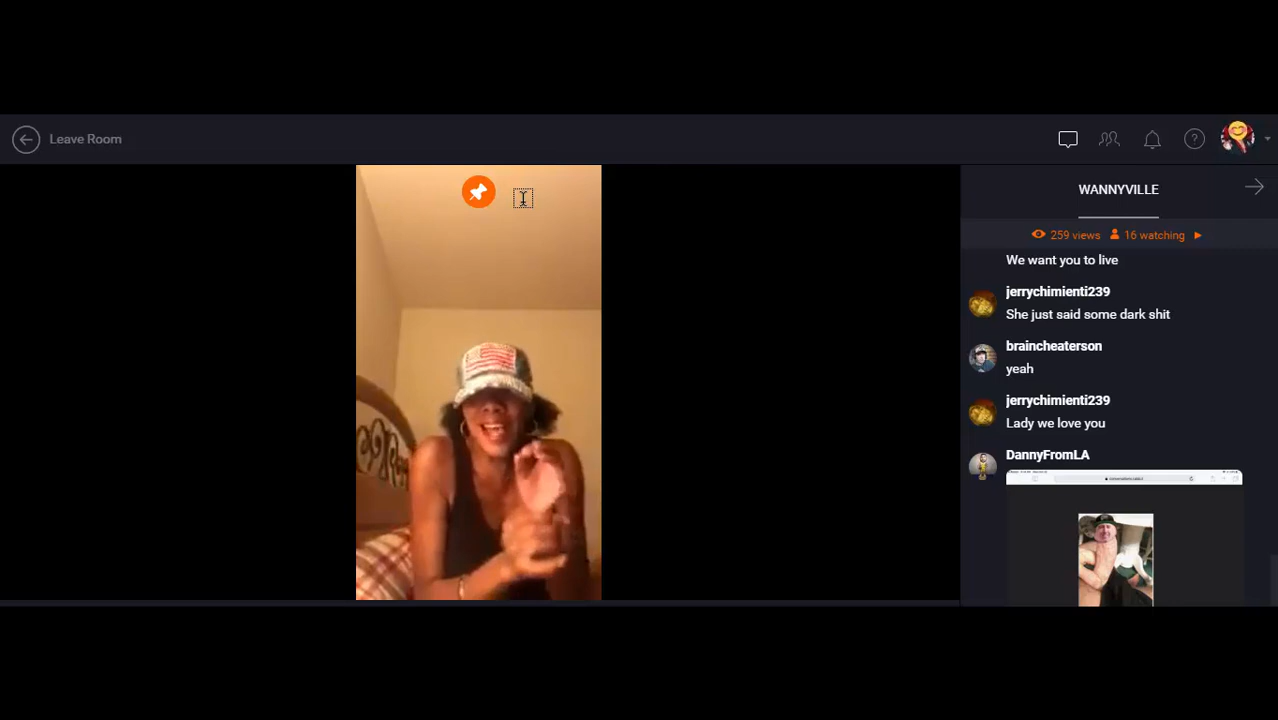 Leave Room
WANNYVILLE
259 views 16 watching
We want you to live
jerrychimienti239
She just said some dark shit
braincheaterson
yeah
jerrychimienti239
Lady we love you
DannyFromLA